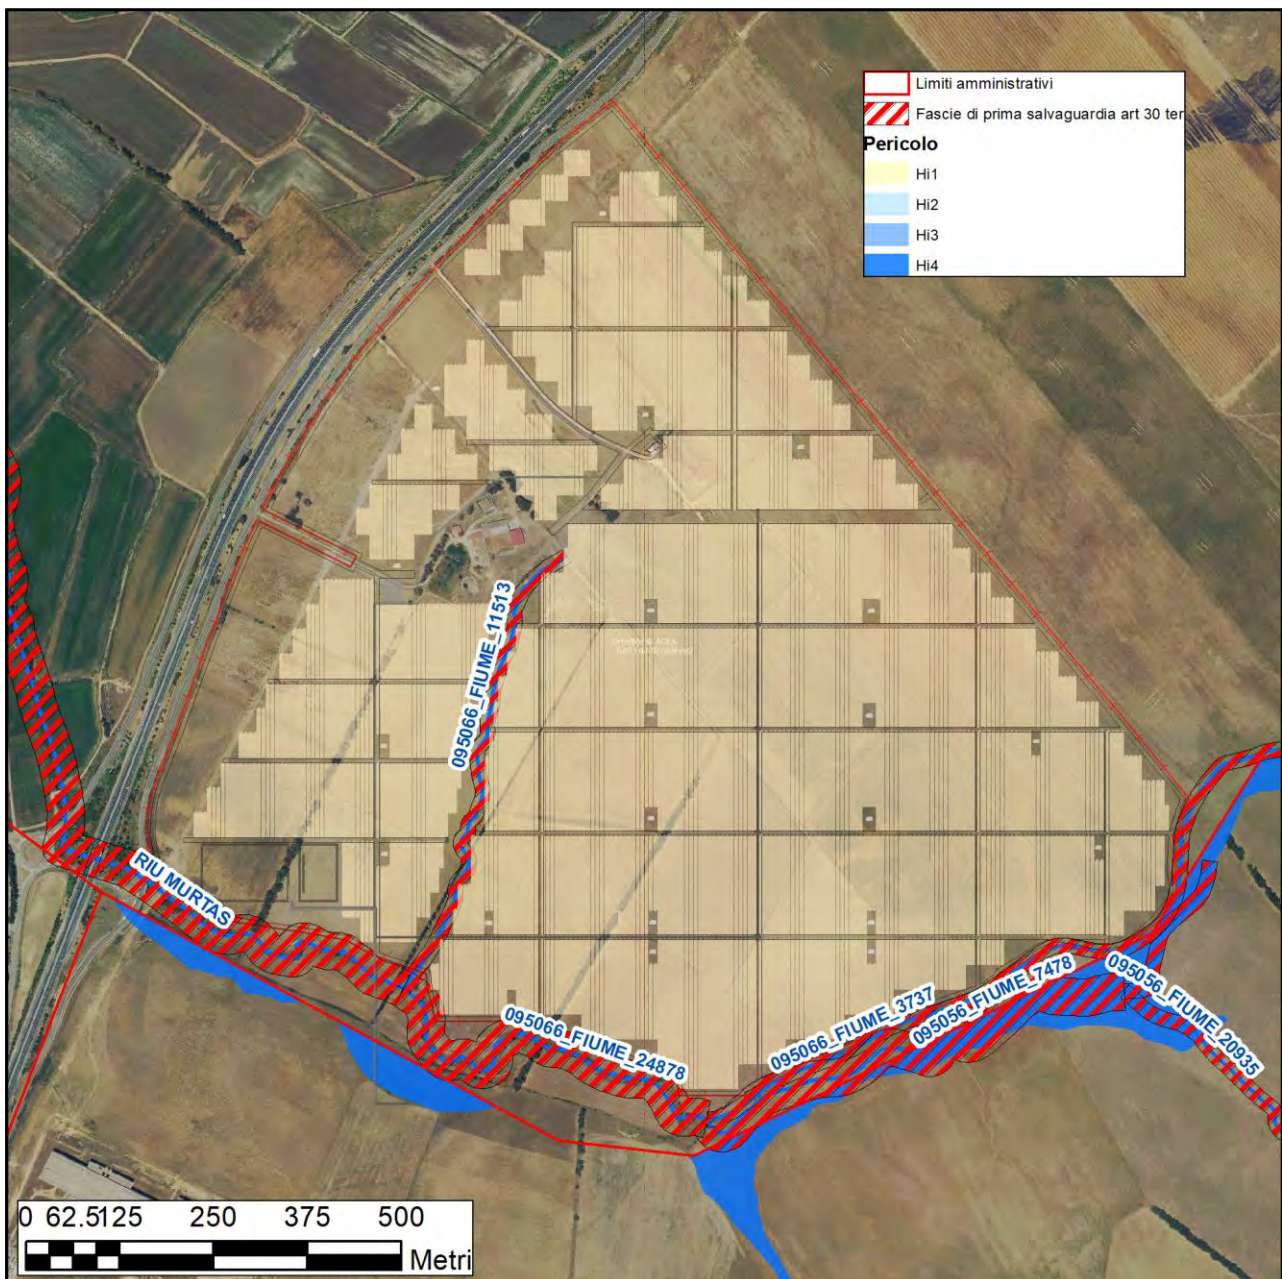 Limiti amministrativi
Fascie di prima salvaguardia art 30 ter
Pericolo
Hi1
Hi2
Hi3
Hi4
095066_FIUME_11513
RIU MURTAS
095066_FIUME_24878
095066_FIUME_3737
095056_FIUME_7478
095056_FIUME_20935
0 62.5125 250 375 500
Metri